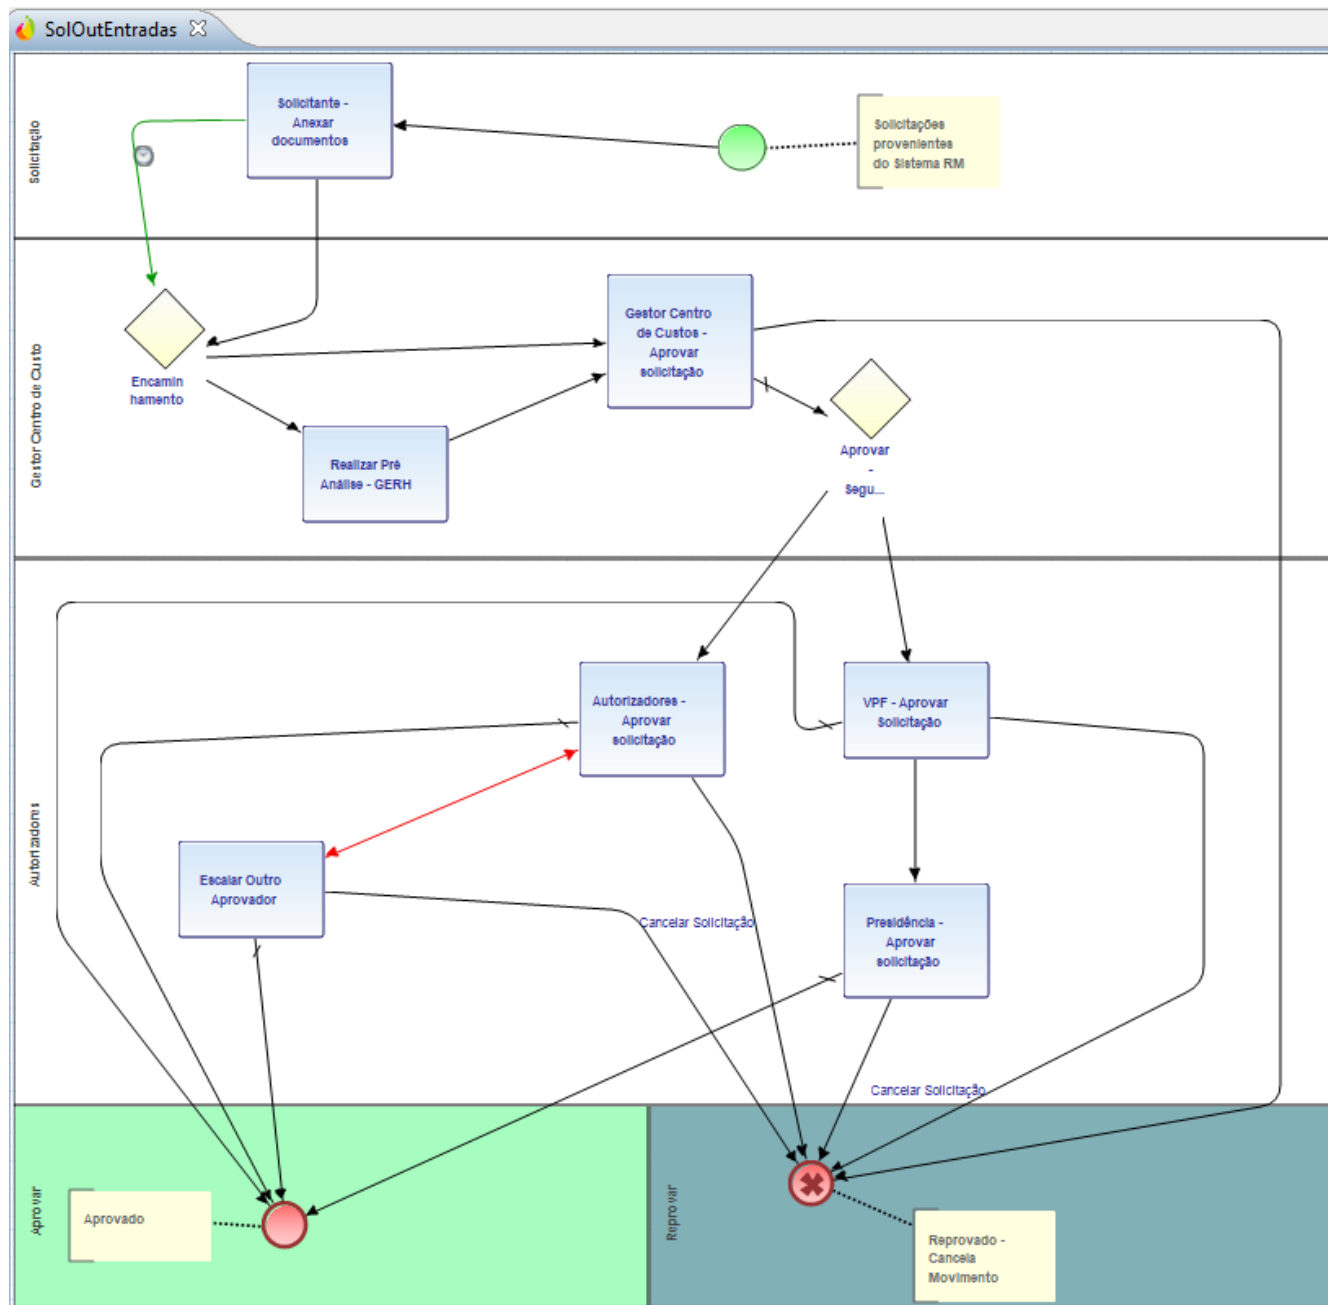 SolOutEntradas
Solicitação
Solicitante -
Anexar
documentos
Solicitações
provenientes
do Sistema RM
Gestor Centro de Custo
Encamin
hamento
Gestor Centro
de Custos -
Aprovar
solicitação
Realizar Pré
Análise - GERH
Aprovar
-
Segu...
Autorizadores
Autorizadores -
Aprovar
solicitação
VPF - Aprovar
Solicitação
Escalar Outro
Aprovador
Cancelar Solicitação
Presidência -
Aprovar
solicitação
Cancelar Solicitação
Aprovar
Aprovado
Reprovar
Reprovado -
Cancela
Movimento